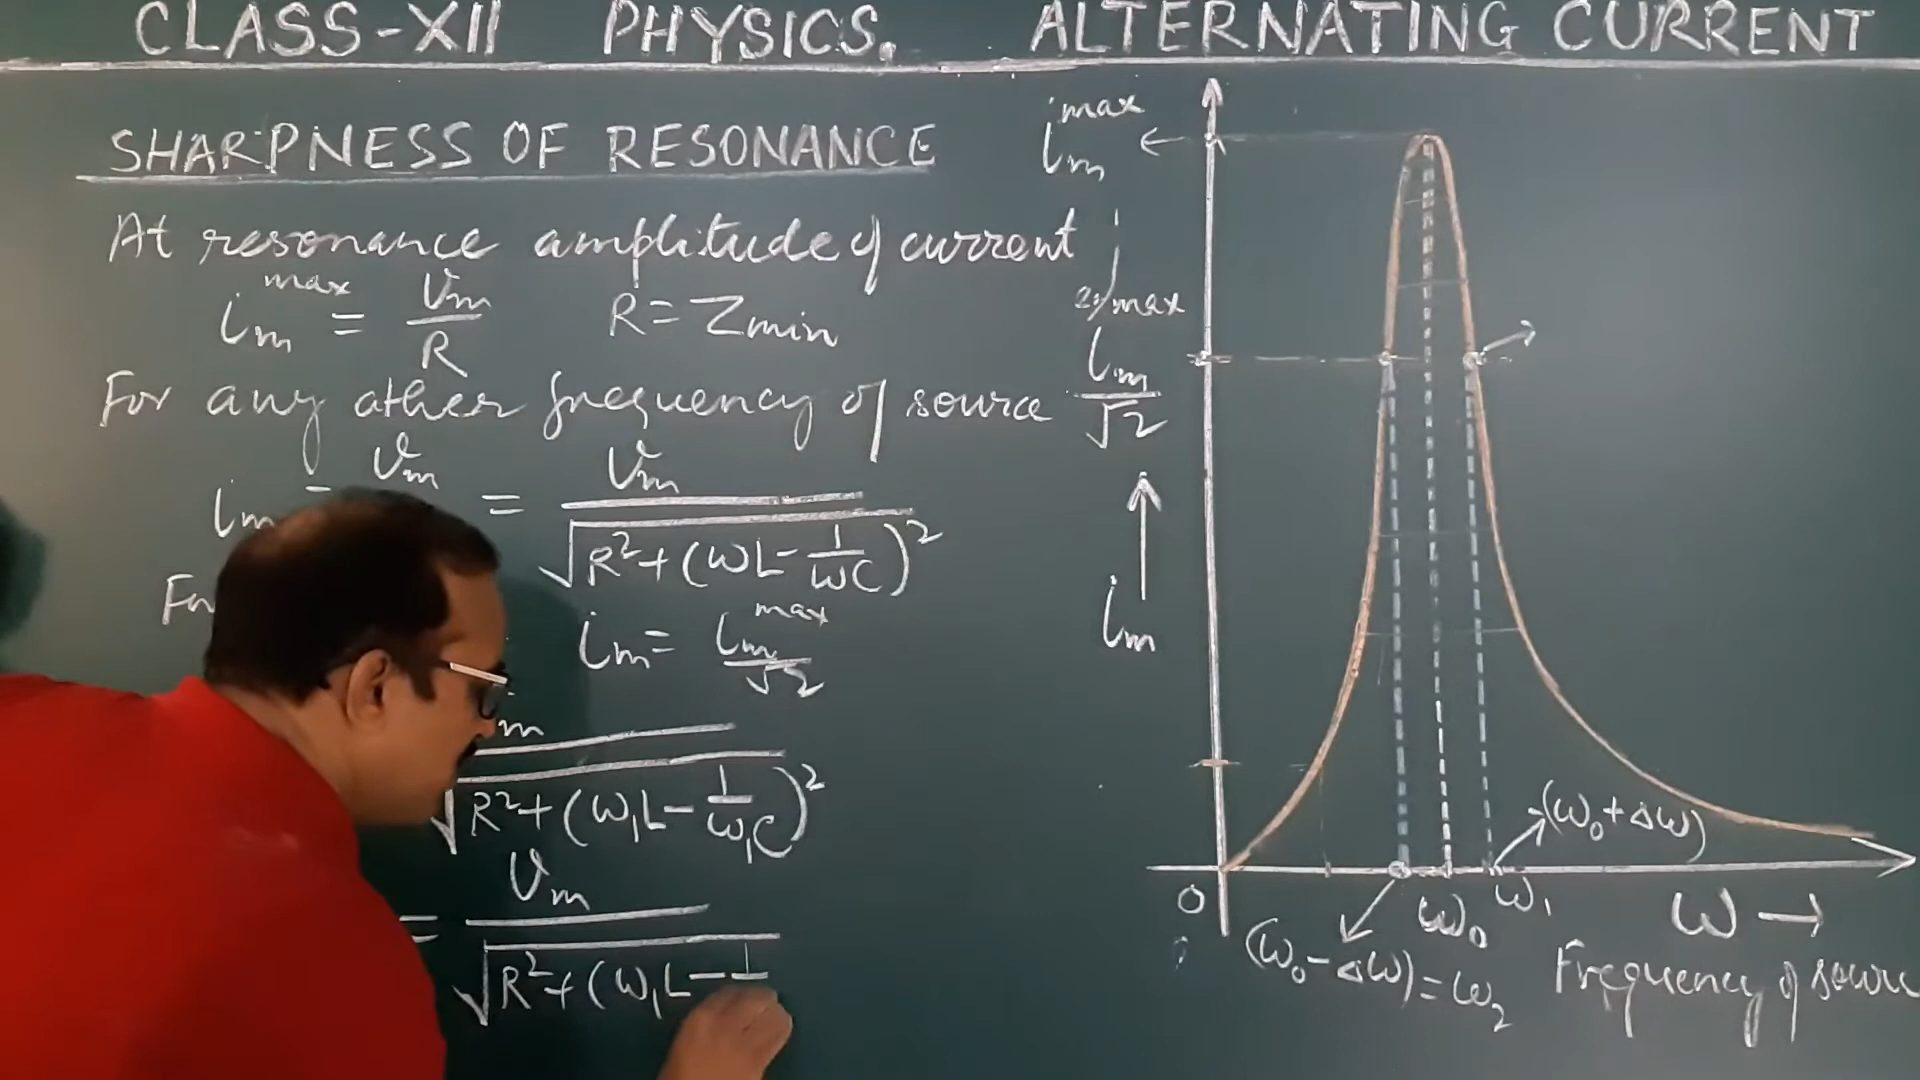 CLASS-XII PHYSICS. ALTERNATING CURRENT
SHARPNESS OF RESONANCE
At resonance amplitude of current
i_m^max = V_m/R R = Z_min
For any other frequency of source
i_m = V_m = V_m/√(R² + (ωL - 1/ωC)²)
i_m = i_m^max/√2
m/√(R² + (ω₁L - 1/ω₁C)²)
= V_m/√(R² + (ω₁L - 1
i_m^max
i_m^max/√2
i_m
(ω₀ + Δω)
O ω₀ ω₁ ω →
(ω₀ - Δω) = ω₂
Frequency of